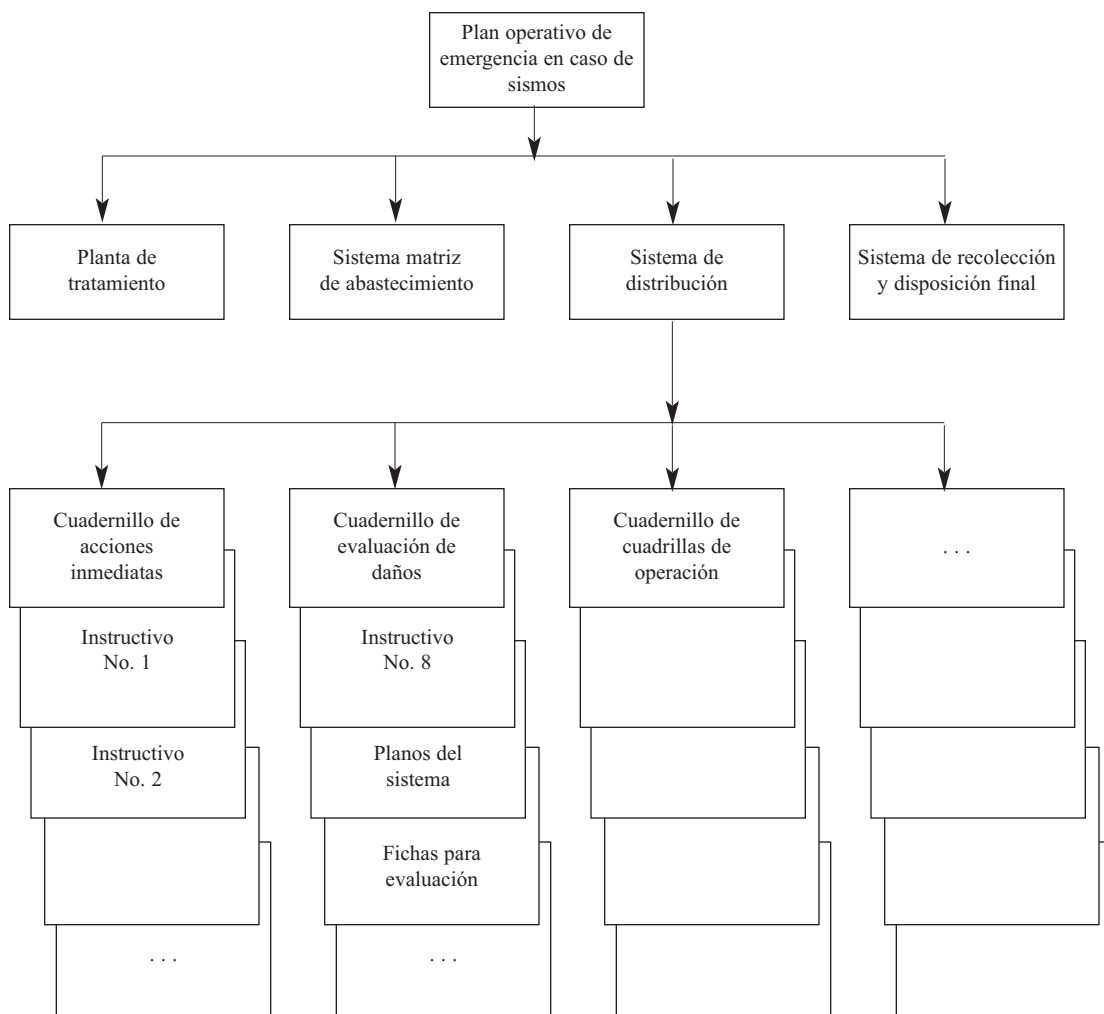 Plan operativo de
emergencia en caso de
sismos
Planta de
tratamiento
Sistema matriz
de abastecimiento
Sistema de
distribución
Sistema de recolección
y disposición final
Cuadernillo de
acciones
inmediatas
Cuadernillo de
evaluación de
daños
Cuadernillo de
cuadrillas de
operación
. . .
Instructivo
No. 1
Instructivo
No. 8
Instructivo
No. 2
Planos del
sistema
Fichas para
evaluación
. . .
. . .